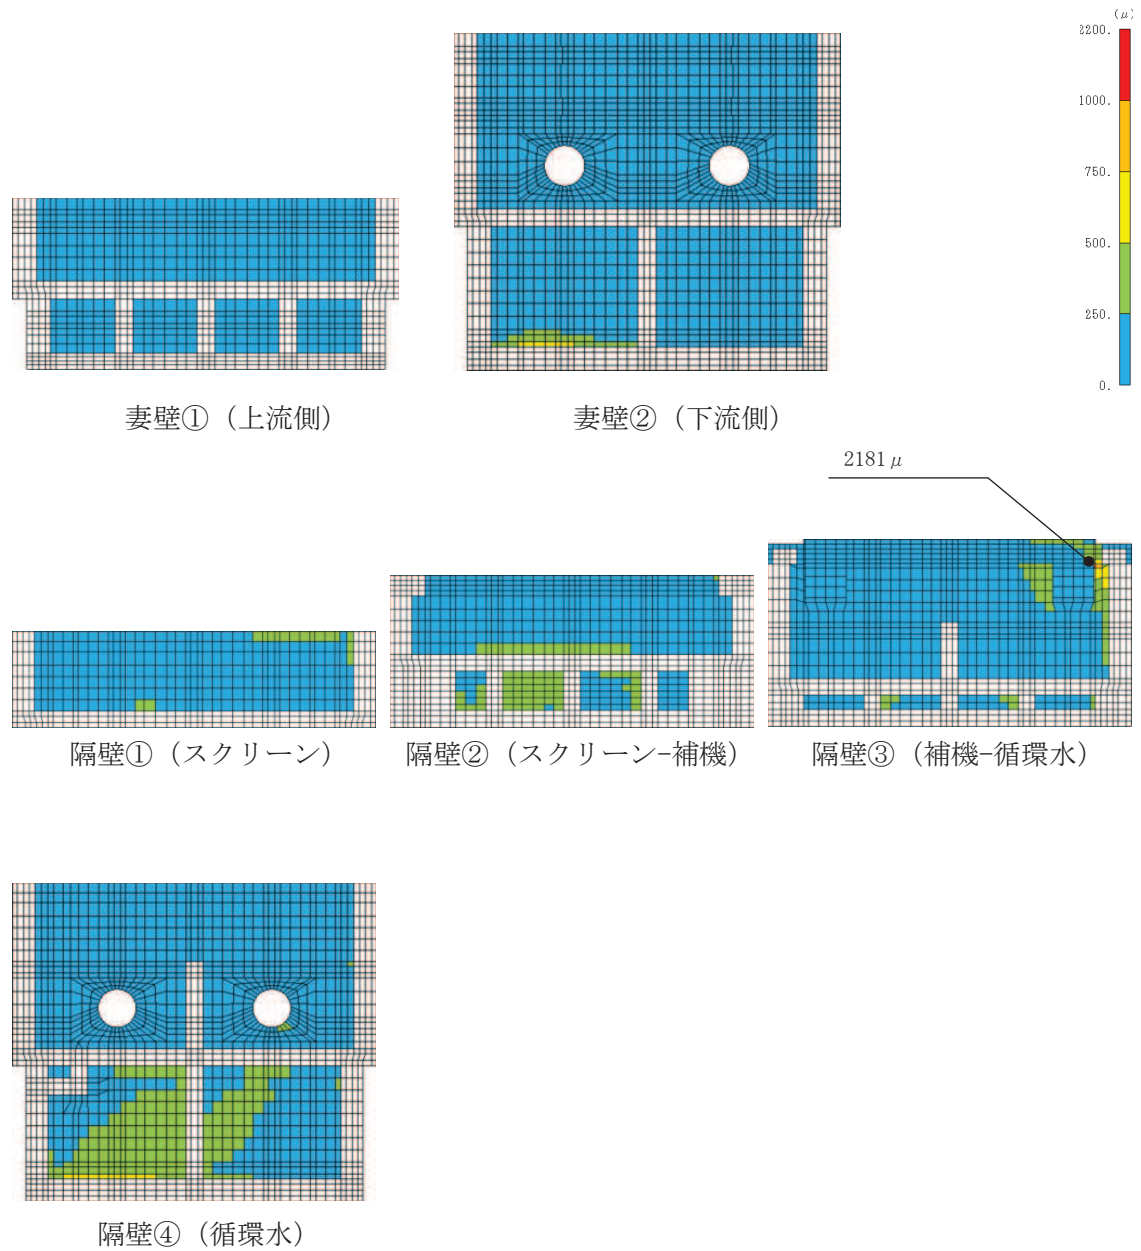 (μ)
2200.
1000.
750.
500.
250.
0.
妻壁①（上流側）
妻壁②（下流側）
2181μ
隔壁①（スクリーン）
隔壁②（スクリーン-補機）
隔壁③（補機-循環水）
隔壁④（循環水）